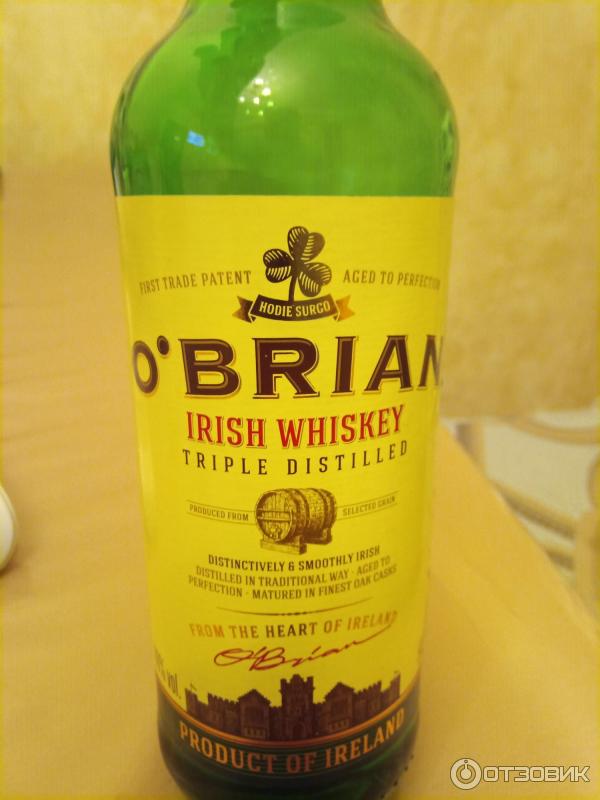 FIRST TRADE PATENT AGED TO PERFECTION
HODIE SURGO
O'BRIAN
IRISH WHISKEY
TRIPLE DISTILLED
PRODUCED FROM SELECTED GRAIN
DISTINCTIVELY & SMOOTHLY IRISH
DISTILLED IN TRADITIONAL WAY · AGED TO
PERFECTION · MATURED IN FINEST OAK CASKS
FROM THE HEART OF IRELAND
O'Brian
% vol.
PRODUCT OF IRELAND
ОТЗОВИК